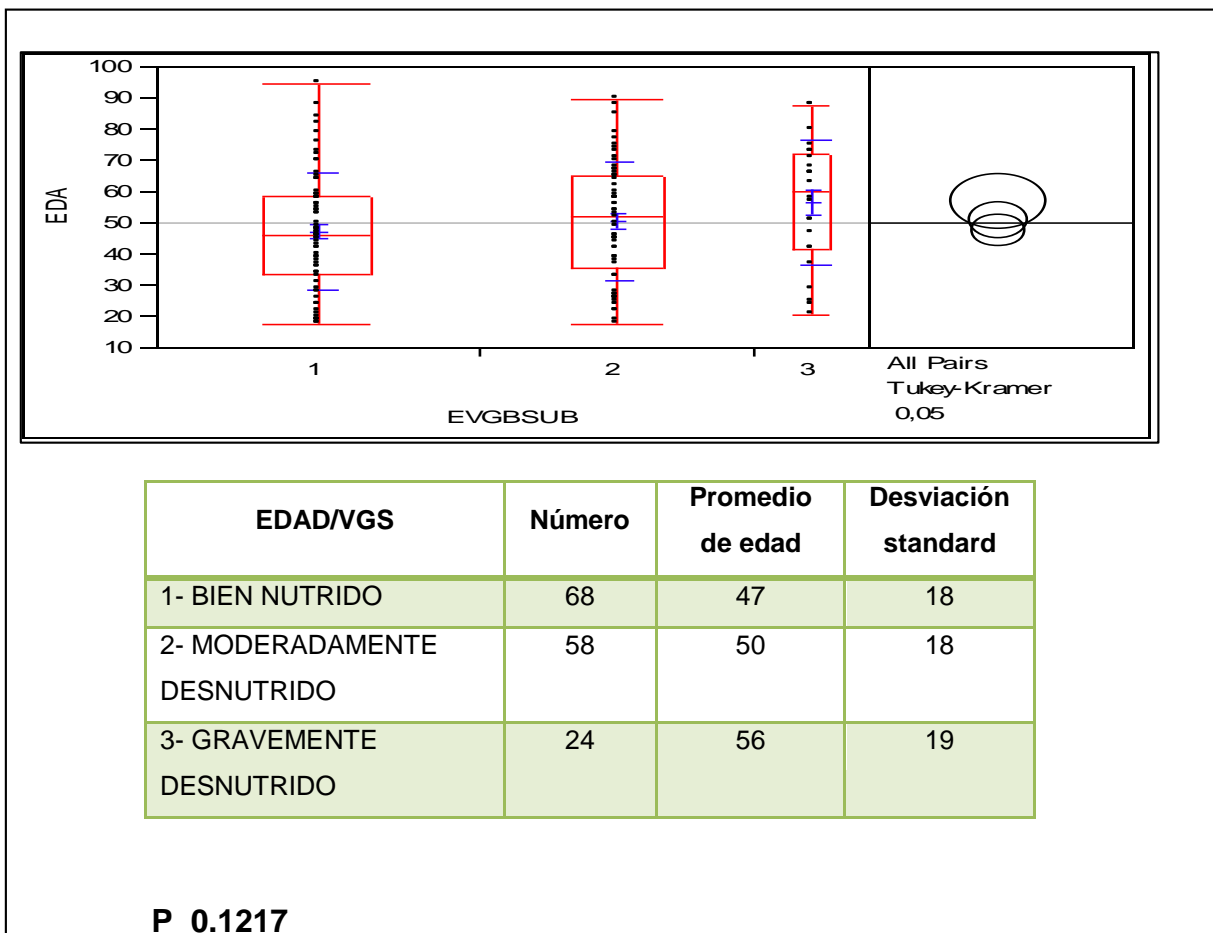 100
90
80
70
60
50
40
30
20
10
EDA
1
2
3
EVGBSUB
All Pairs
Tukey-Kramer
0,05
EDAD/VGS Número Promedio de edad Desviación standard
1- BIEN NUTRIDO 68 47 18
2- MODERADAMENTE DESNUTRIDO 58 50 18
3- GRAVEMENTE DESNUTRIDO 24 56 19
P 0.1217